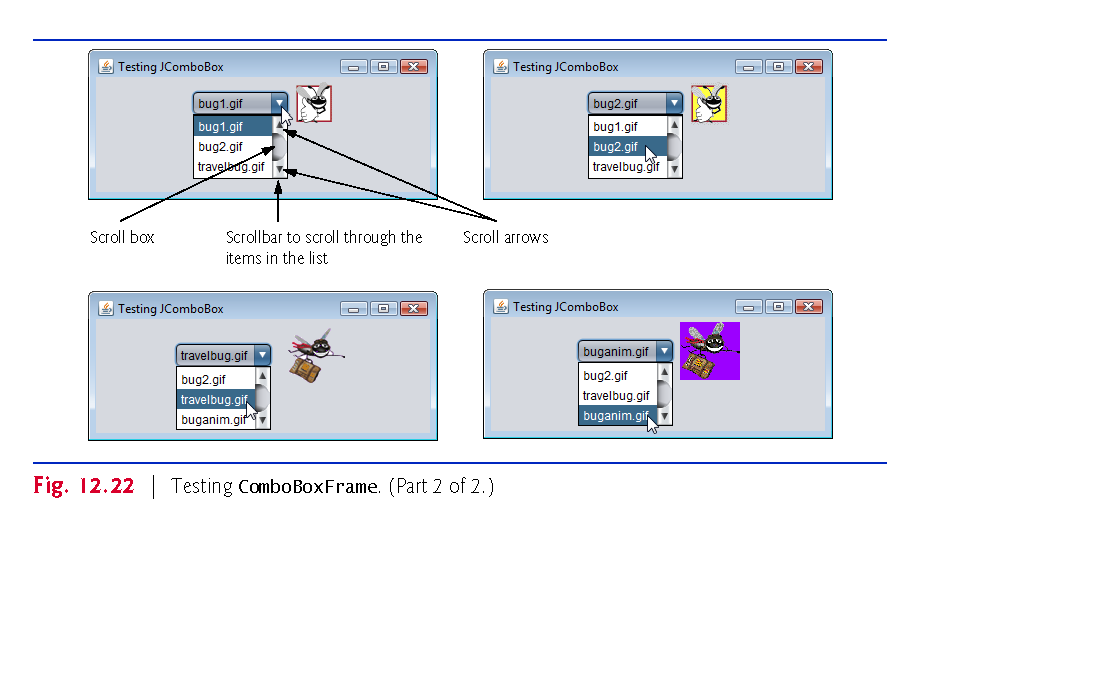 Testing JComboBox
bug1.gif
bug1.gif
bug2.gif
travelbug.gif
Testing JComboBox
bug2.gif
bug1.gif
bug2.gif
travelbug.gif
Scroll box
Scrollbar to scroll through the
items in the list
Scroll arrows
Testing JComboBox
travelbug.gif
bug2.gif
travelbug.gif
buganim.gif
Testing JComboBox
buganim.gif
bug2.gif
travelbug.gif
buganim.gif
Fig. 12.22 | Testing ComboBoxFrame. (Part 2 of 2.)